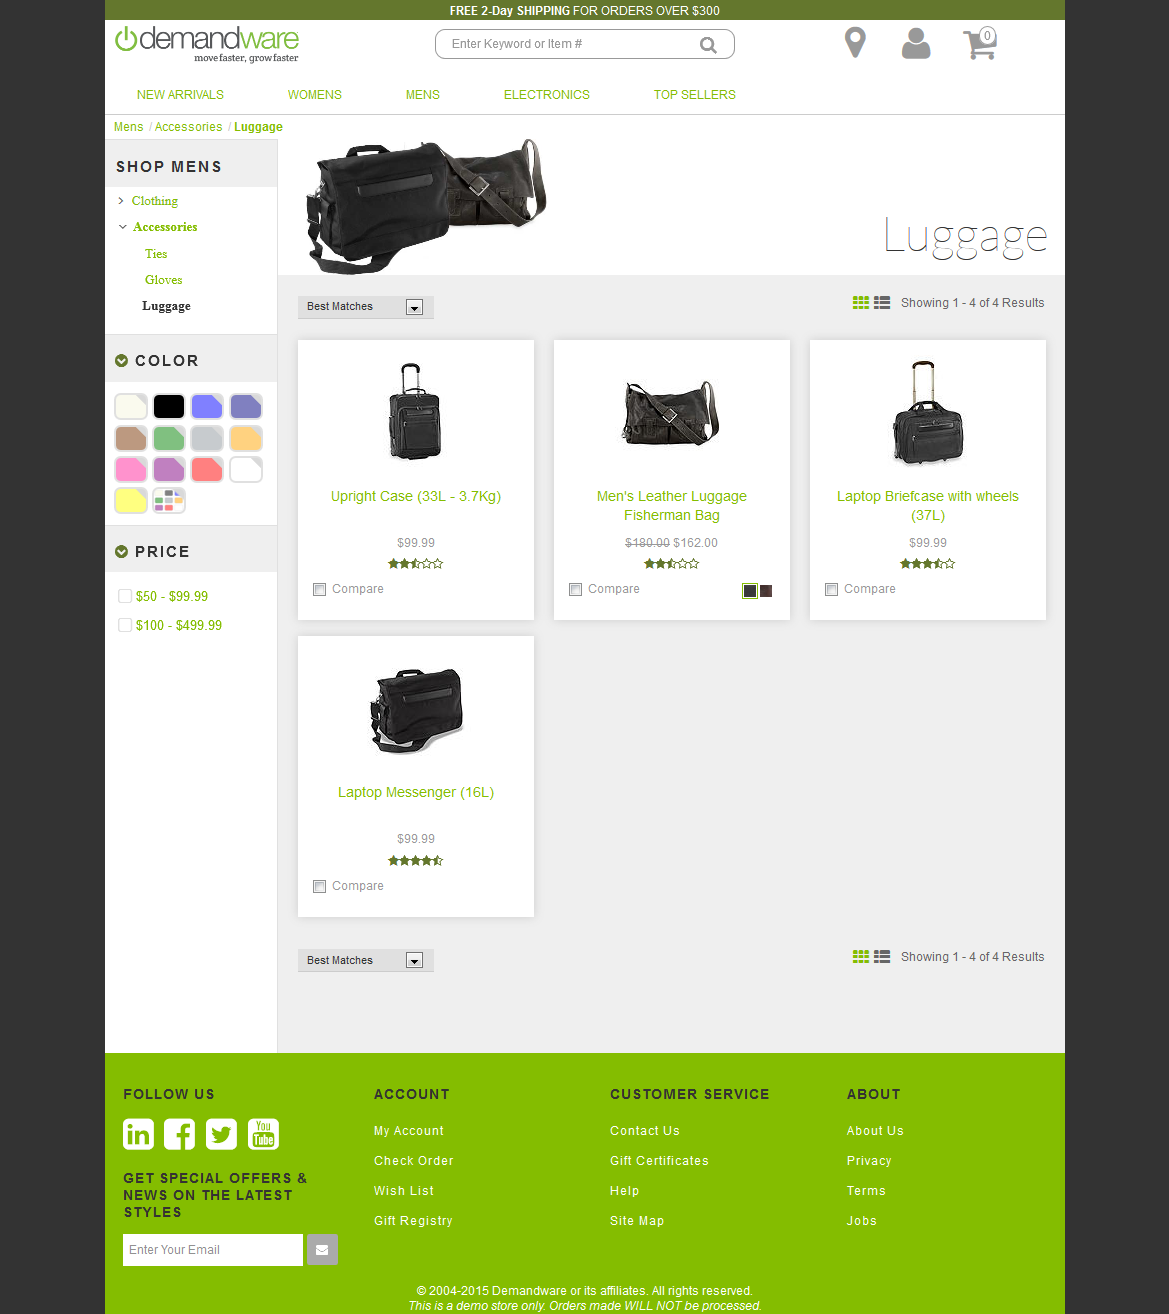 FREE 2-Day SHIPPING FOR ORDERS OVER $300
demandware
move faster, grow faster
Enter Keyword or Item #
0
NEW ARRIVALS
WOMENS
MENS
ELECTRONICS
TOP SELLERS
Mens / Accessories / Luggage
SHOP MENS
Clothing
Accessories
Ties
Gloves
Luggage
COLOR
PRICE
$50 - $99.99
$100 - $499.99
Luggage
Best Matches
Showing 1 - 4 of 4 Results
Upright Case (33L - 3.7Kg)
$99.99
Compare
Men's Leather Luggage
Fisherman Bag
$180.00 $162.00
Compare
Laptop Briefcase with wheels
(37L)
$99.99
Compare
Laptop Messenger (16L)
$99.99
Compare
Best Matches
Showing 1 - 4 of 4 Results
FOLLOW US
in
You
Tube
GET SPECIAL OFFERS &
NEWS ON THE LATEST
STYLES
Enter Your Email
ACCOUNT
My Account
Check Order
Wish List
Gift Registry
CUSTOMER SERVICE
Contact Us
Gift Certificates
Help
Site Map
ABOUT
About Us
Privacy
Terms
Jobs
© 2004-2015 Demandware or its affiliates. All rights reserved.
This is a demo store only. Orders made WILL NOT be processed.